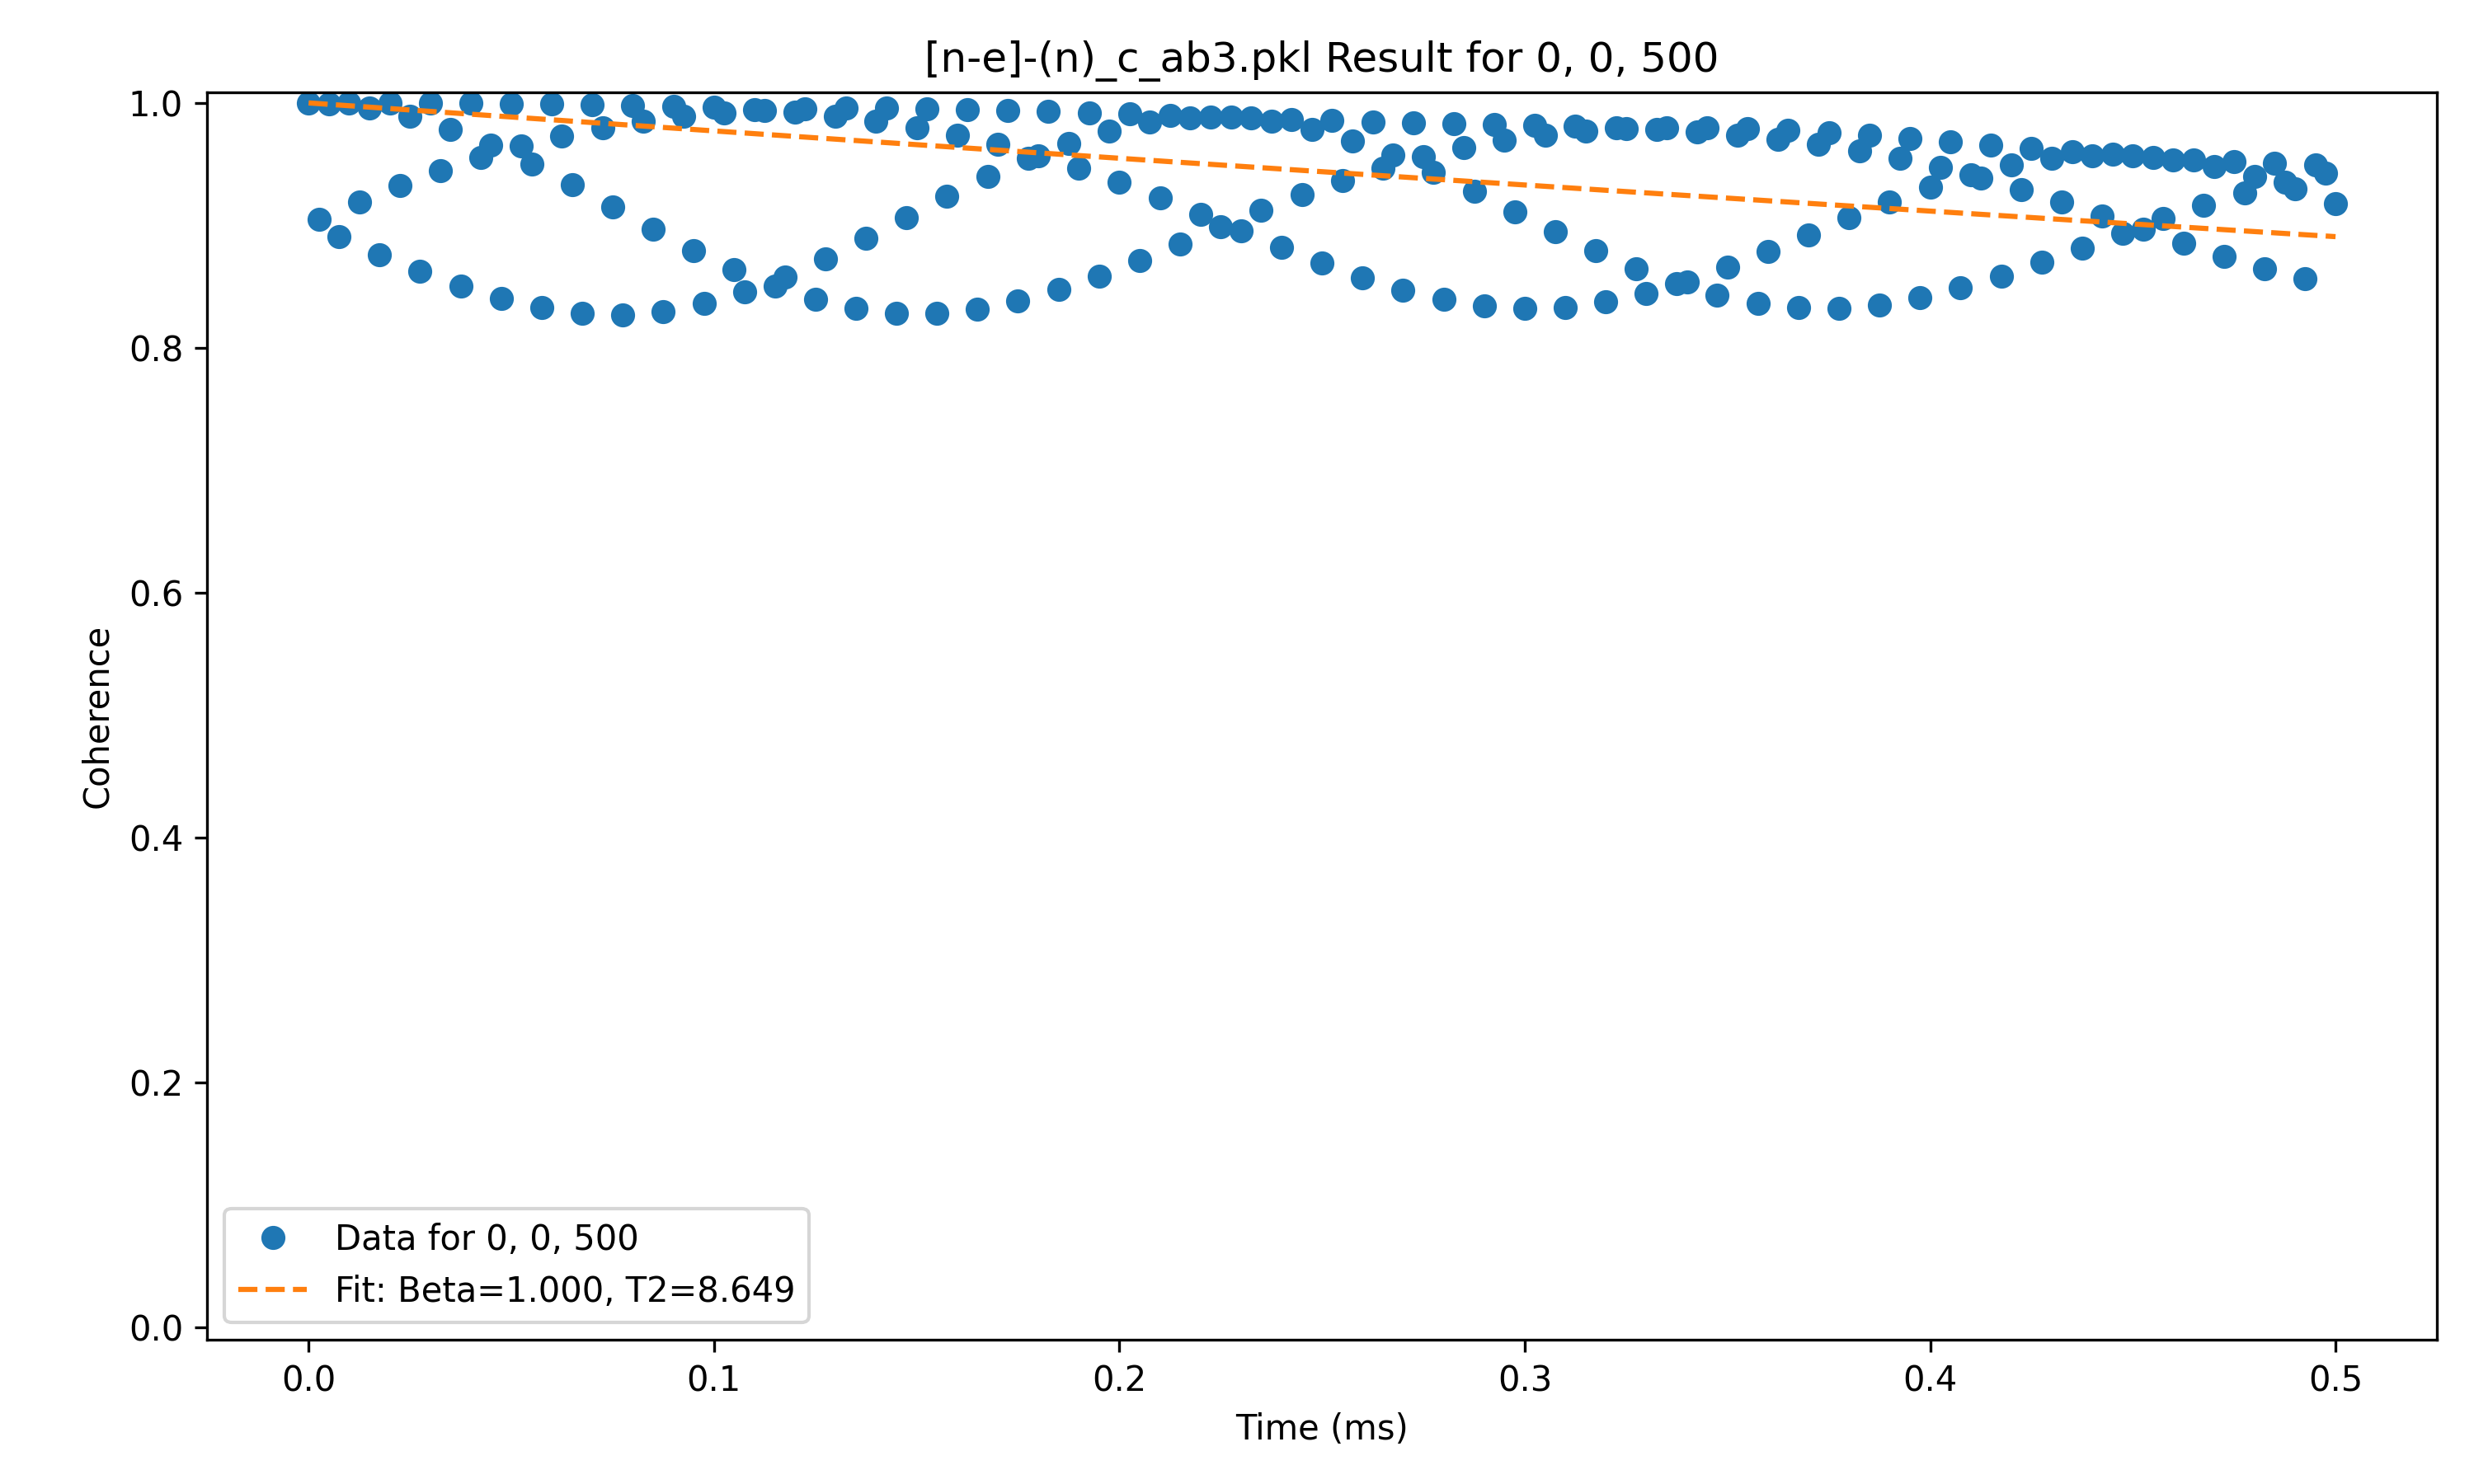 [n-e]-(n)_c_ab3.pkl Result for 0, 0, 500
1.0
0.8
0.6
0.4
0.2
0.0
Coherence
Data for 0, 0, 500
Fit: Beta=1.000, T2=8.649
0.0 0.1 0.2 0.3 0.4 0.5
Time (ms)